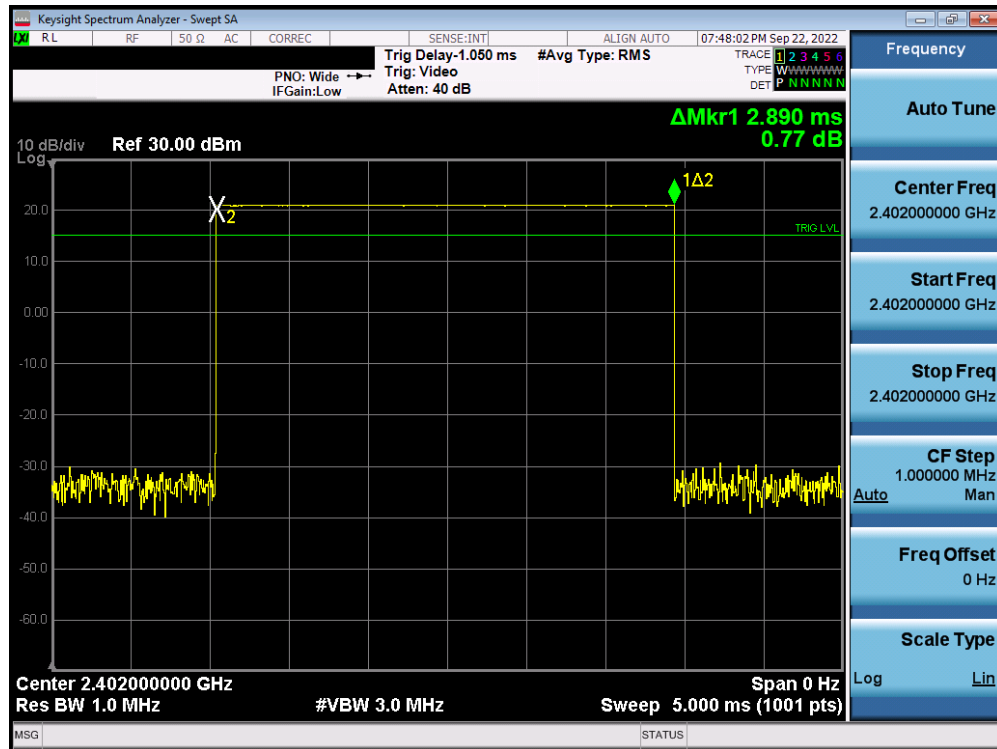 Keysight Spectrum Analyzer - Swept SA
LXI RL RF 50 Ω AC CORREC SENSE:INT ALIGN AUTO 07:48:02 PM Sep 22, 2022
Trig Delay-1.050 ms #Avg Type: RMS TRACE 1 2 3 4 5 6
PNO: Wide Trig: Video TYPE WWWWWWW
IFGain:Low Atten: 40 dB DET P N N N N N
ΔMkr1 2.890 ms
0.77 dB
10 dB/div Ref 30.00 dBm
Log
1Δ2
20.0
2
TRIG LVL
10.0
0.00
-10.0
-20.0
-30.0
-40.0
-50.0
-60.0
Center 2.402000000 GHz Span 0 Hz
Res BW 1.0 MHz #VBW 3.0 MHz Sweep 5.000 ms (1001 pts)
MSG STATUS
Frequency
Auto Tune
Center Freq
2.402000000 GHz
Start Freq
2.402000000 GHz
Stop Freq
2.402000000 GHz
CF Step
1.000000 MHz
Auto Man
Freq Offset
0 Hz
Scale Type
Log Lin